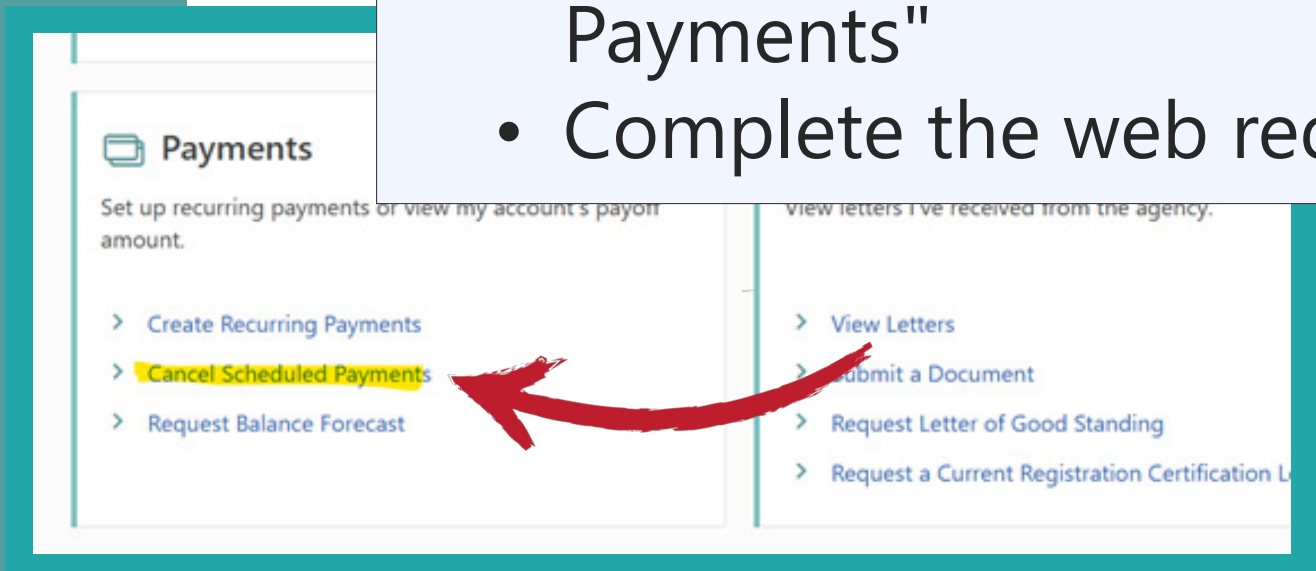 Payments"
• Complete the web
Payments
Set up recurring payments or view my account's payoff
amount.
> Create Recurring Payments
> Cancel Scheduled Payments
> Request Balance Forecast
View letters I've received from the agency.
> View Letters
> Submit a Document
> Request Letter of Good Standing
> Request a Current Registration Certification